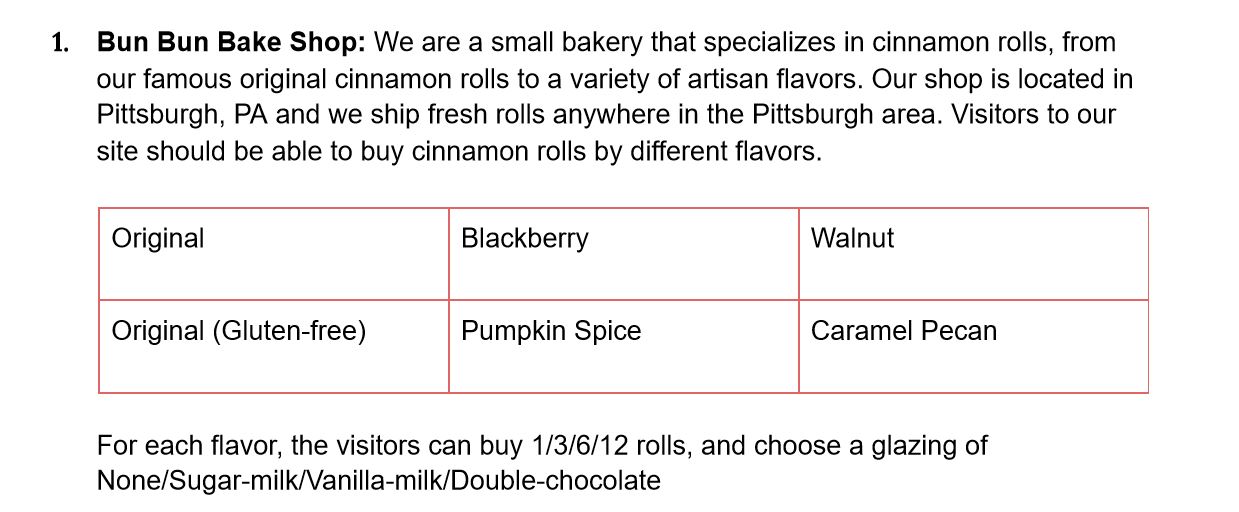 1. Bun Bun Bake Shop: We are a small bakery that specializes in cinnamon rolls, from
our famous original cinnamon rolls to a variety of artisan flavors. Our shop is located in
Pittsburgh, PA and we ship fresh rolls anywhere in the Pittsburgh area. Visitors to our
site should be able to buy cinnamon rolls by different flavors.
Original Blackberry Walnut
Original (Gluten-free) Pumpkin Spice Caramel Pecan
For each flavor, the visitors can buy 1/3/6/12 rolls, and choose a glazing of
None/Sugar-milk/Vanilla-milk/Double-chocolate